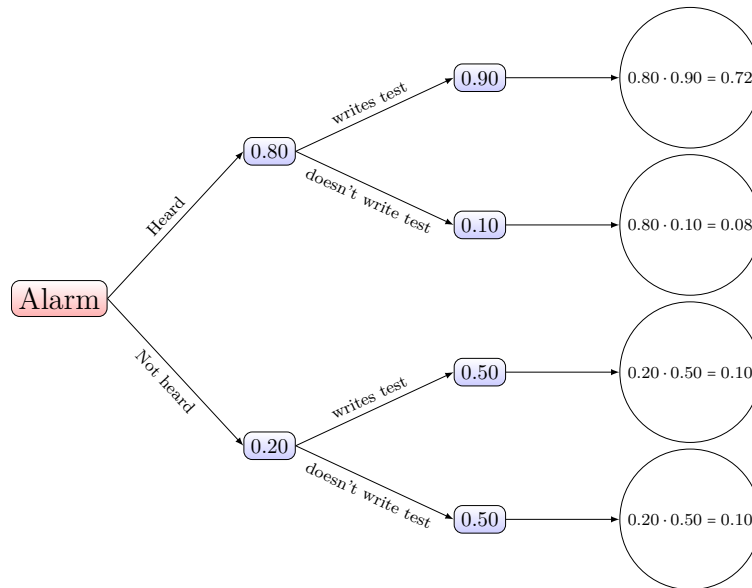 Alarm
Heard
Not heard
0.80
0.20
writes test
doesn't write test
writes test
doesn't write test
0.90
0.10
0.50
0.50
0.80 · 0.90 = 0.72
0.80 · 0.10 = 0.08
0.20 · 0.50 = 0.10
0.20 · 0.50 = 0.10